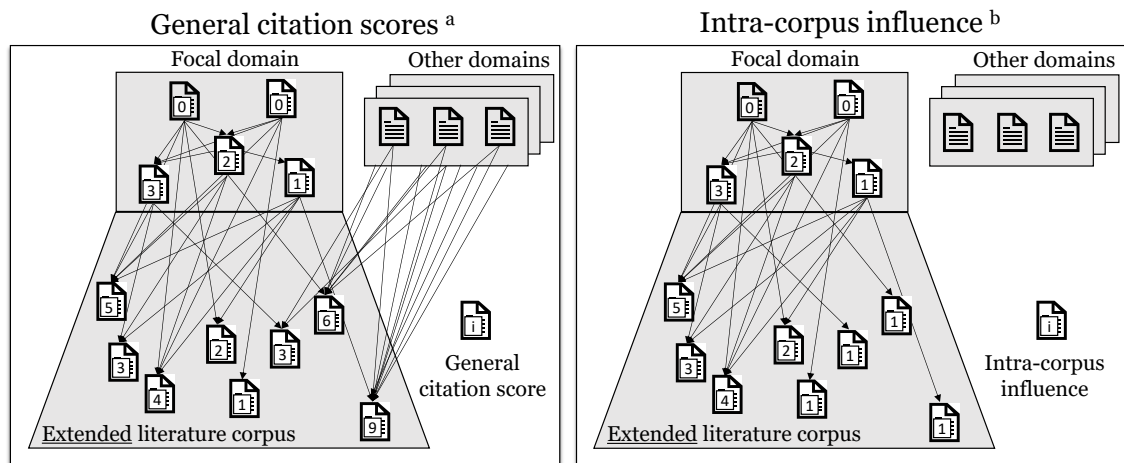 General citation scores a
Intra-corpus influence b
Focal domain
Other domains
0
0
2
3
1
5
6
2
3
3
4
1
9
i
General
citation score
Extended literature corpus
Focal domain
Other domains
0
0
2
3
1
5
1
2
1
3
4
1
1
i
Intra-corpus
influence
Extended literature corpus